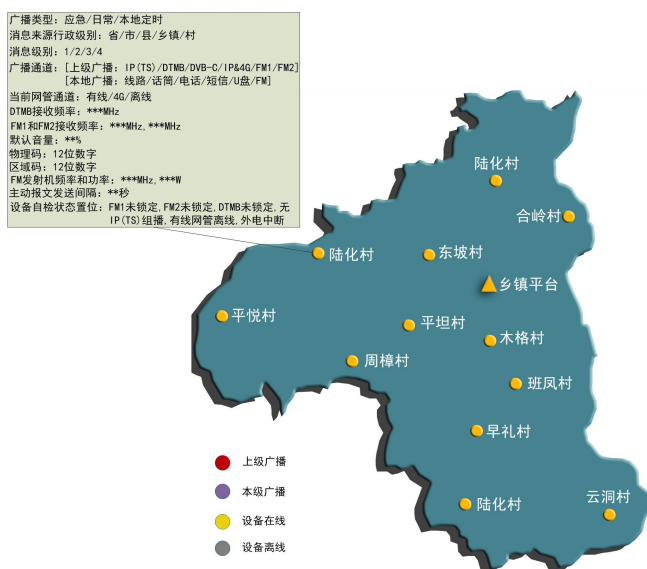 广播类型：应急/日常/本地定时
消息来源行政级别：省/市/县/乡镇/村
消息级别：1/2/3/4
广播通道：[上级广播：IP(TS)/DTMB/DVB-C/IP&4G/FM1/FM2]
[本地广播：线路/话筒/电话/短信/U盘/FM]
当前网管通道：有线/4G/离线
DTMB接收频率：***MHz
FM1和FM2接收频率：***MHz,***MHz
默认音量：**%
物理码：12位数字
区域码：12位数字
FM发射机频率和功率：***MHz,***W
主动报文发送间隔：**秒
设备自检状态置位：FM1未锁定,FM2未锁定,DTMB未锁定,无
IP(TS)组播,有线网管离线,外电中断
陆化村
合岭村
陆化村
东坡村
乡镇平台
平悦村
平坦村
木格村
周樟村
班凤村
早礼村
上级广播
本级广播
陆化村
云洞村
设备在线
设备离线